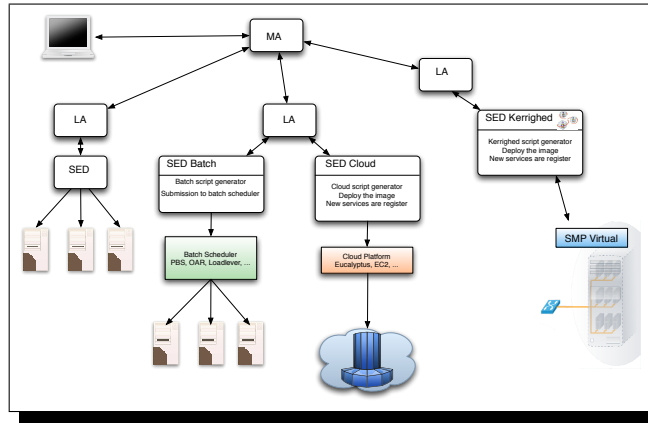 MA
LA
LA
LA
SED
SED Batch
Batch script generator
Submission to batch scheduler
SED Cloud
Cloud script generator
Deploy the image
New services are register
SED Kerrighed
Kerrighed script generator
Deploy the image
New services are register
Batch Scheduler
PBS, OAR, Loadlever, ...
Cloud Platform
Eucalyptus, EC2, ...
SMP Virtual